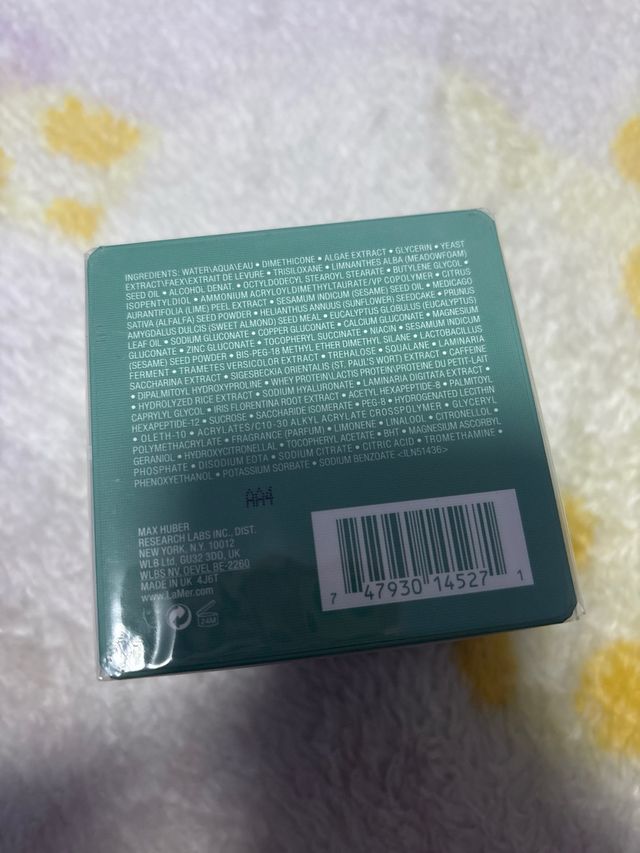 INGREDIENTS: WATER\AQUA\EAU • DIMETHICONE • ALGAE EXTRACT • GLYCERIN • YEAST
EXTRACT\FAEX\EXTRAIT DE LEVURE • TRISILOXANE • LIMNANTHES ALBA (MEADOWFOAM)
SEED OIL • ALCOHOL DENAT. • OCTYLDODECYL STEAROYL STEARATE • BUTYLENE GLYCOL •
ISOPENTYLDIOL • AMMONIUM ACRYLOYLDIMETHYLTAURATE/VP COPOLYMER • CITRUS
AURANTIFOLIA (LIME) PEEL EXTRACT • SESAMUM INDICUM (SESAME) SEED OIL • MEDICAGO
SATIVA (ALFALFA) SEED POWDER • HELIANTHUS ANNUUS (SUNFLOWER) SEEDCAKE • PRUNUS
AMYGDALUS DULCIS (SWEET ALMOND) SEED MEAL • EUCALYPTUS GLOBULUS (EUCALYPTUS)
LEAF OIL • SODIUM GLUCONATE • COPPER GLUCONATE • CALCIUM GLUCONATE • MAGNESIUM
GLUCONATE • ZINC GLUCONATE • TOCOPHERYL SUCCINATE • NIACIN • SESAMUM INDICUM
(SESAME) SEED POWDER • BIS-PEG-18 METHYL ETHER DIMETHYL SILANE • LACTOBACILLUS
FERMENT • TRAMETES VERSICOLOR EXTRACT • TREHALOSE • SQUALANE • LAMINARIA
SACCHARINA EXTRACT • SIGESBECKIA ORIENTALIS (ST. PAUL'S WORT) EXTRACT • CAFFEINE
• DIPALMITOYL HYDROXYPROLINE • WHEY PROTEIN\LACTIS PROTEIN\PROTÉINE DU PETIT-LAIT
• HYDROLYZED RICE EXTRACT • SODIUM HYALURONATE • LAMINARIA DIGITATA EXTRACT •
CAPRYLYL GLYCOL • IRIS FLORENTINA ROOT EXTRACT • ACETYL HEXAPEPTIDE-8 • PALMITOYL
HEXAPEPTIDE-12 • SUCROSE • SACCHARIDE ISOMERATE • PEG-8 • HYDROGENATED LECITHIN
• OLETH-10 • ACRYLATES/C10-30 ALKYL ACRYLATE CROSSPOLYMER • GLYCERYL
POLYMETHACRYLATE • FRAGRANCE (PARFUM) • LIMONENE • LINALOOL • CITRONELLOL •
GERANIOL • HYDROXYCITRONELLAL • TOCOPHERYL ACETATE • BHT • MAGNESIUM ASCORBYL
PHOSPHATE • DISODIUM EDTA • SODIUM CITRATE • CITRIC ACID • TROMETHAMINE •
PHENOXYETHANOL • POTASSIUM SORBATE • SODIUM BENZOATE <ILN51436>
AA4
MAX HUBER
RESEARCH LABS INC., DIST.
NEW YORK, N.Y. 10012
WLB Ltd. GU32 3DD, UK
WLBS NV. DEVEL BE-2260
MADE IN UK 4J6T
www.LaMer.com
24M
7 47930 14527 1